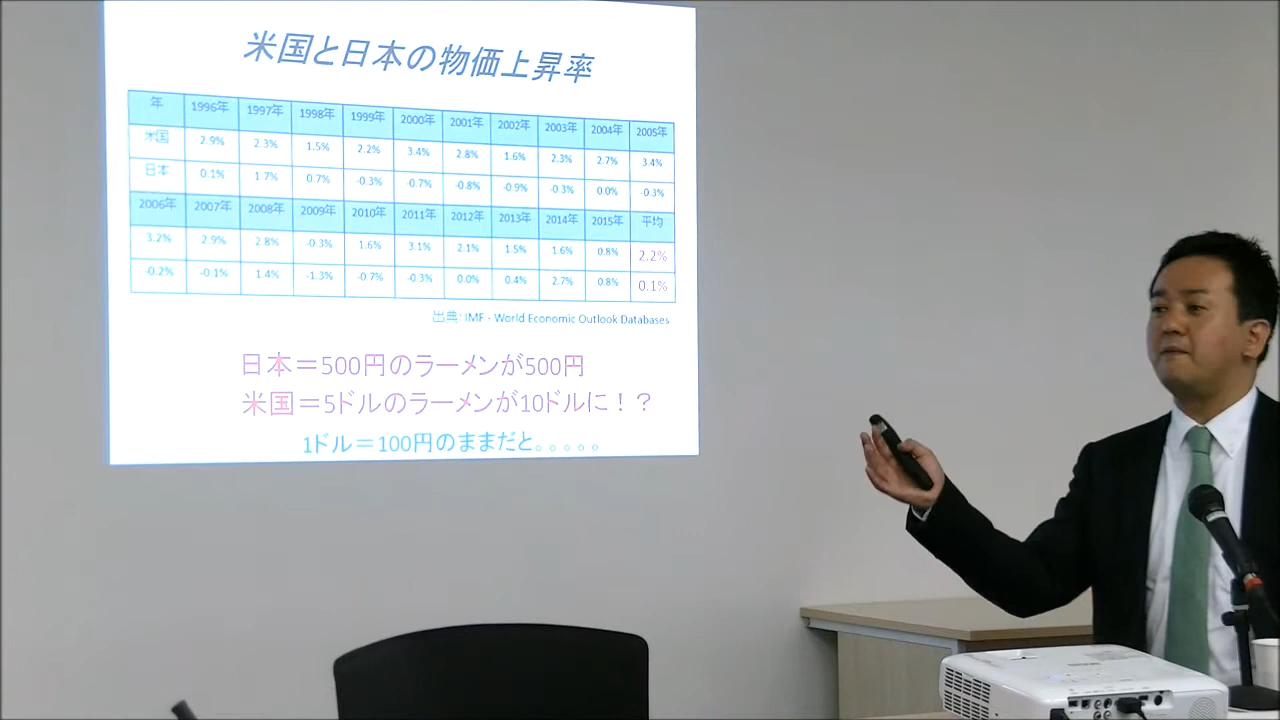 米国と日本の物価上昇率
年 1996年 1997年 1998年 1999年 2000年 2001年 2002年 2003年 2004年 2005年
米国 2.9% 2.3% 1.5% 2.2% 3.4% 2.8% 1.6% 2.3% 2.7% 3.4%
日本 0.1% 1.7% 0.7% -0.3% -0.7% -0.8% -0.9% -0.3% 0.0% -0.3%
2006年 2007年 2008年 2009年 2010年 2011年 2012年 2013年 2014年 2015年 平均
3.2% 2.9% 2.8% -0.3% 1.6% 3.1% 2.1% 1.5% 1.6% 0.8% 2.2%
-0.2% -0.1% 1.4% -1.3% -0.7% -0.3% 0.0% 0.4% 2.7% 0.8% 0.1%
出典: IMF - World Economic Outlook Databases
日本＝500円のラーメンが500円
米国＝5ドルのラーメンが10ドルに！？
1ドル＝100円のままだと。。。。。